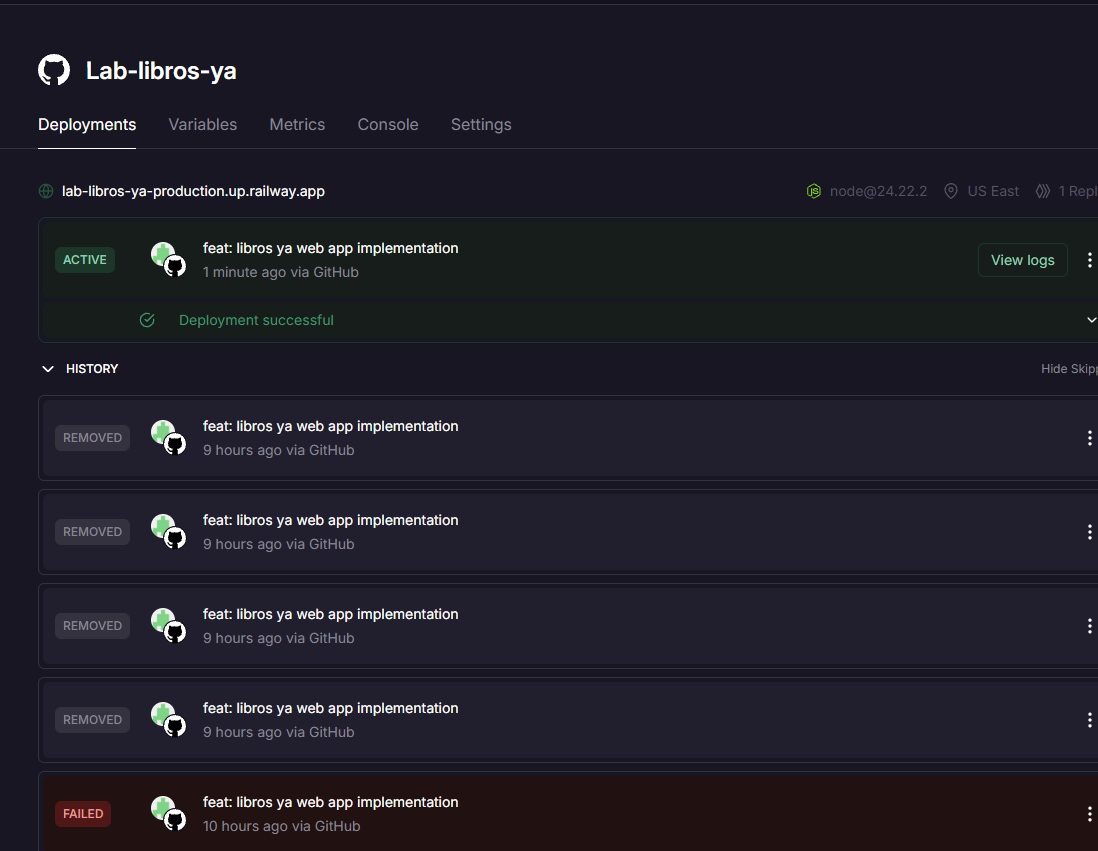 Lab-libros-ya
Deployments Variables Metrics Console Settings
lab-libros-ya-production.up.railway.app node@24.22.2 US East 1 Repl
ACTIVE
feat: libros ya web app implementation
1 minute ago via GitHub
View logs
Deployment successful
HISTORY Hide Skipp
REMOVED
feat: libros ya web app implementation
9 hours ago via GitHub
REMOVED
feat: libros ya web app implementation
9 hours ago via GitHub
REMOVED
feat: libros ya web app implementation
9 hours ago via GitHub
REMOVED
feat: libros ya web app implementation
9 hours ago via GitHub
FAILED
feat: libros ya web app implementation
10 hours ago via GitHub